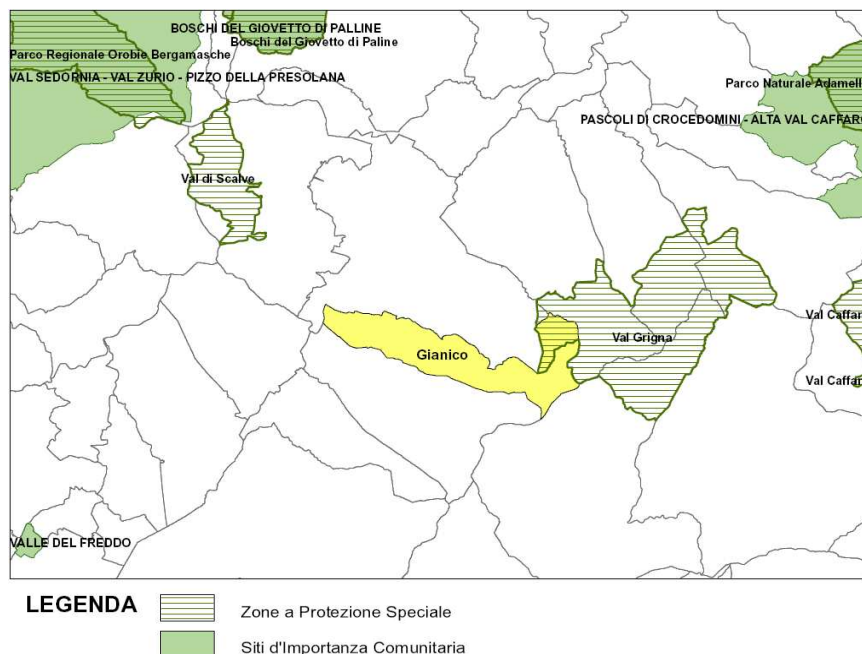 BOSCHI DEL GIOVETTO DI PALLINE
Boschi del Giovetto di Paline
Parco Regionale Orobie Bergamasche
VAL SEDORNIA - VAL ZURIO - PIZZO DELLA PRESOLANA
Parco Naturale Adamell
PASCOLI DI CROCEDOMINI - ALTA VAL CAFFARO
Val di Scalve
Val Caffar
Val Grigna
Gianico
Val Caffar
VALLE DEL FREDDO
LEGENDA
Zone a Protezione Speciale
Siti d'Importanza Comunitaria